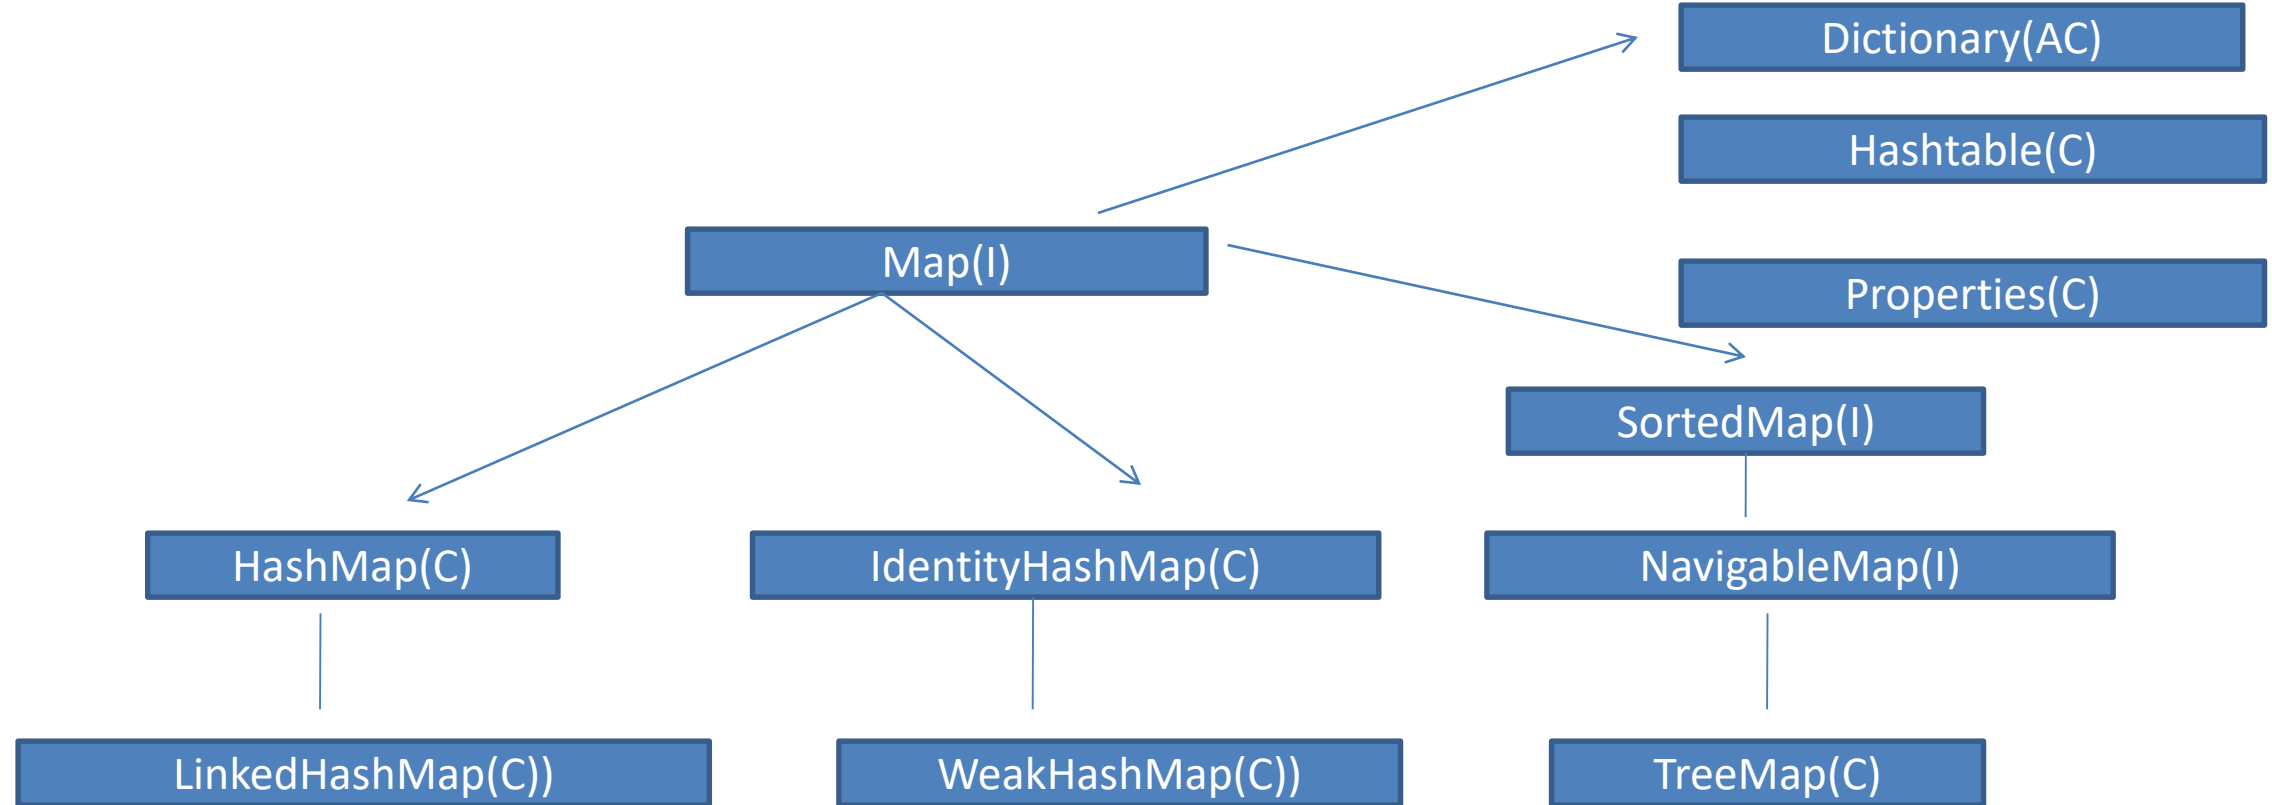 Dictionary(AC)
Hashtable(C)
Map(I)
Properties(C)
SortedMap(I)
HashMap(C)
IdentityHashMap(C)
NavigableMap(I)
LinkedHashMap(C))
WeakHashMap(C))
TreeMap(C)